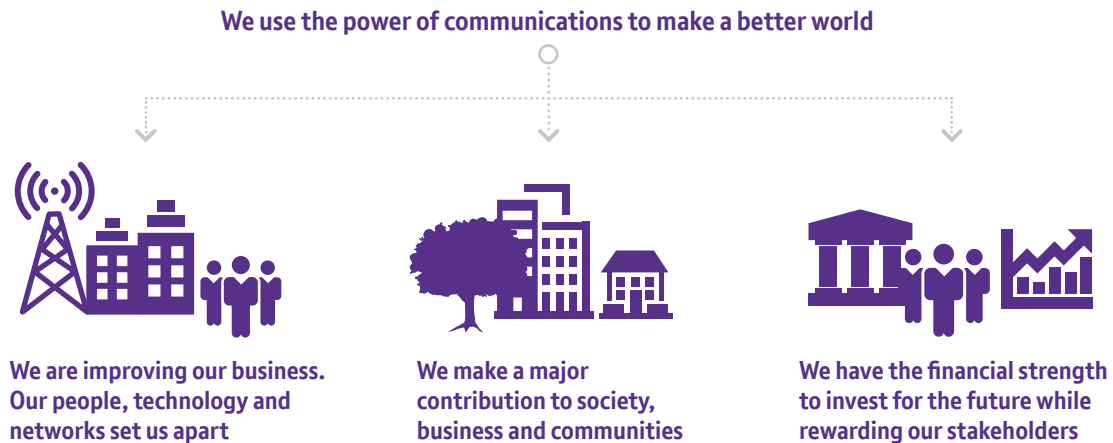 We use the power of communications to make a better world
We are improving our business.
Our people, technology and
networks set us apart
We make a major
contribution to society,
business and communities
We have the financial strength
to invest for the future while
rewarding our stakeholders